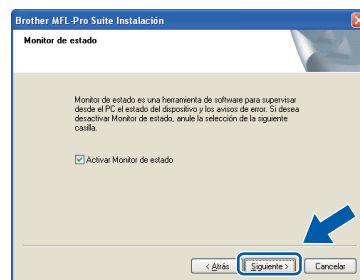 Brother MFL-Pro Suite Instalación
Monitor de estado
Monitor de estado es una herramienta de software para supervisar
desde el PC el estado del dispositivo y los avisos de error. Si desea
desactivar Monitor de estado, anule la selección de la siguiente
casilla.
Activar Monitor de estado
< Atrás Siguiente > Cancelar